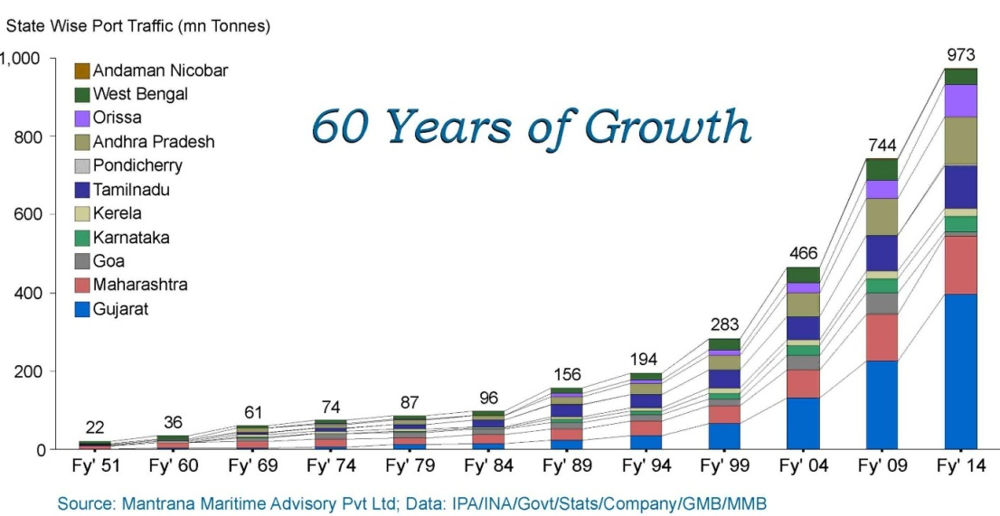 State Wise Port Traffic (mn Tonnes)
60 Years of Growth
1,000
800
600
400
200
0
Andaman Nicobar
West Bengal
Orissa
Andhra Pradesh
Pondicherry
Tamilnadu
Kerela
Karnataka
Goa
Maharashtra
Gujarat
22 36 61 74 87 96 156 194 283 466 744 973
Fy' 51 Fy' 60 Fy' 69 Fy' 74 Fy' 79 Fy' 84 Fy' 89 Fy' 94 Fy' 99 Fy' 04 Fy' 09 Fy' 14
Source: Mantrana Maritime Advisory Pvt Ltd; Data: IPA/INA/Govt/Stats/Company/GMB/MMB